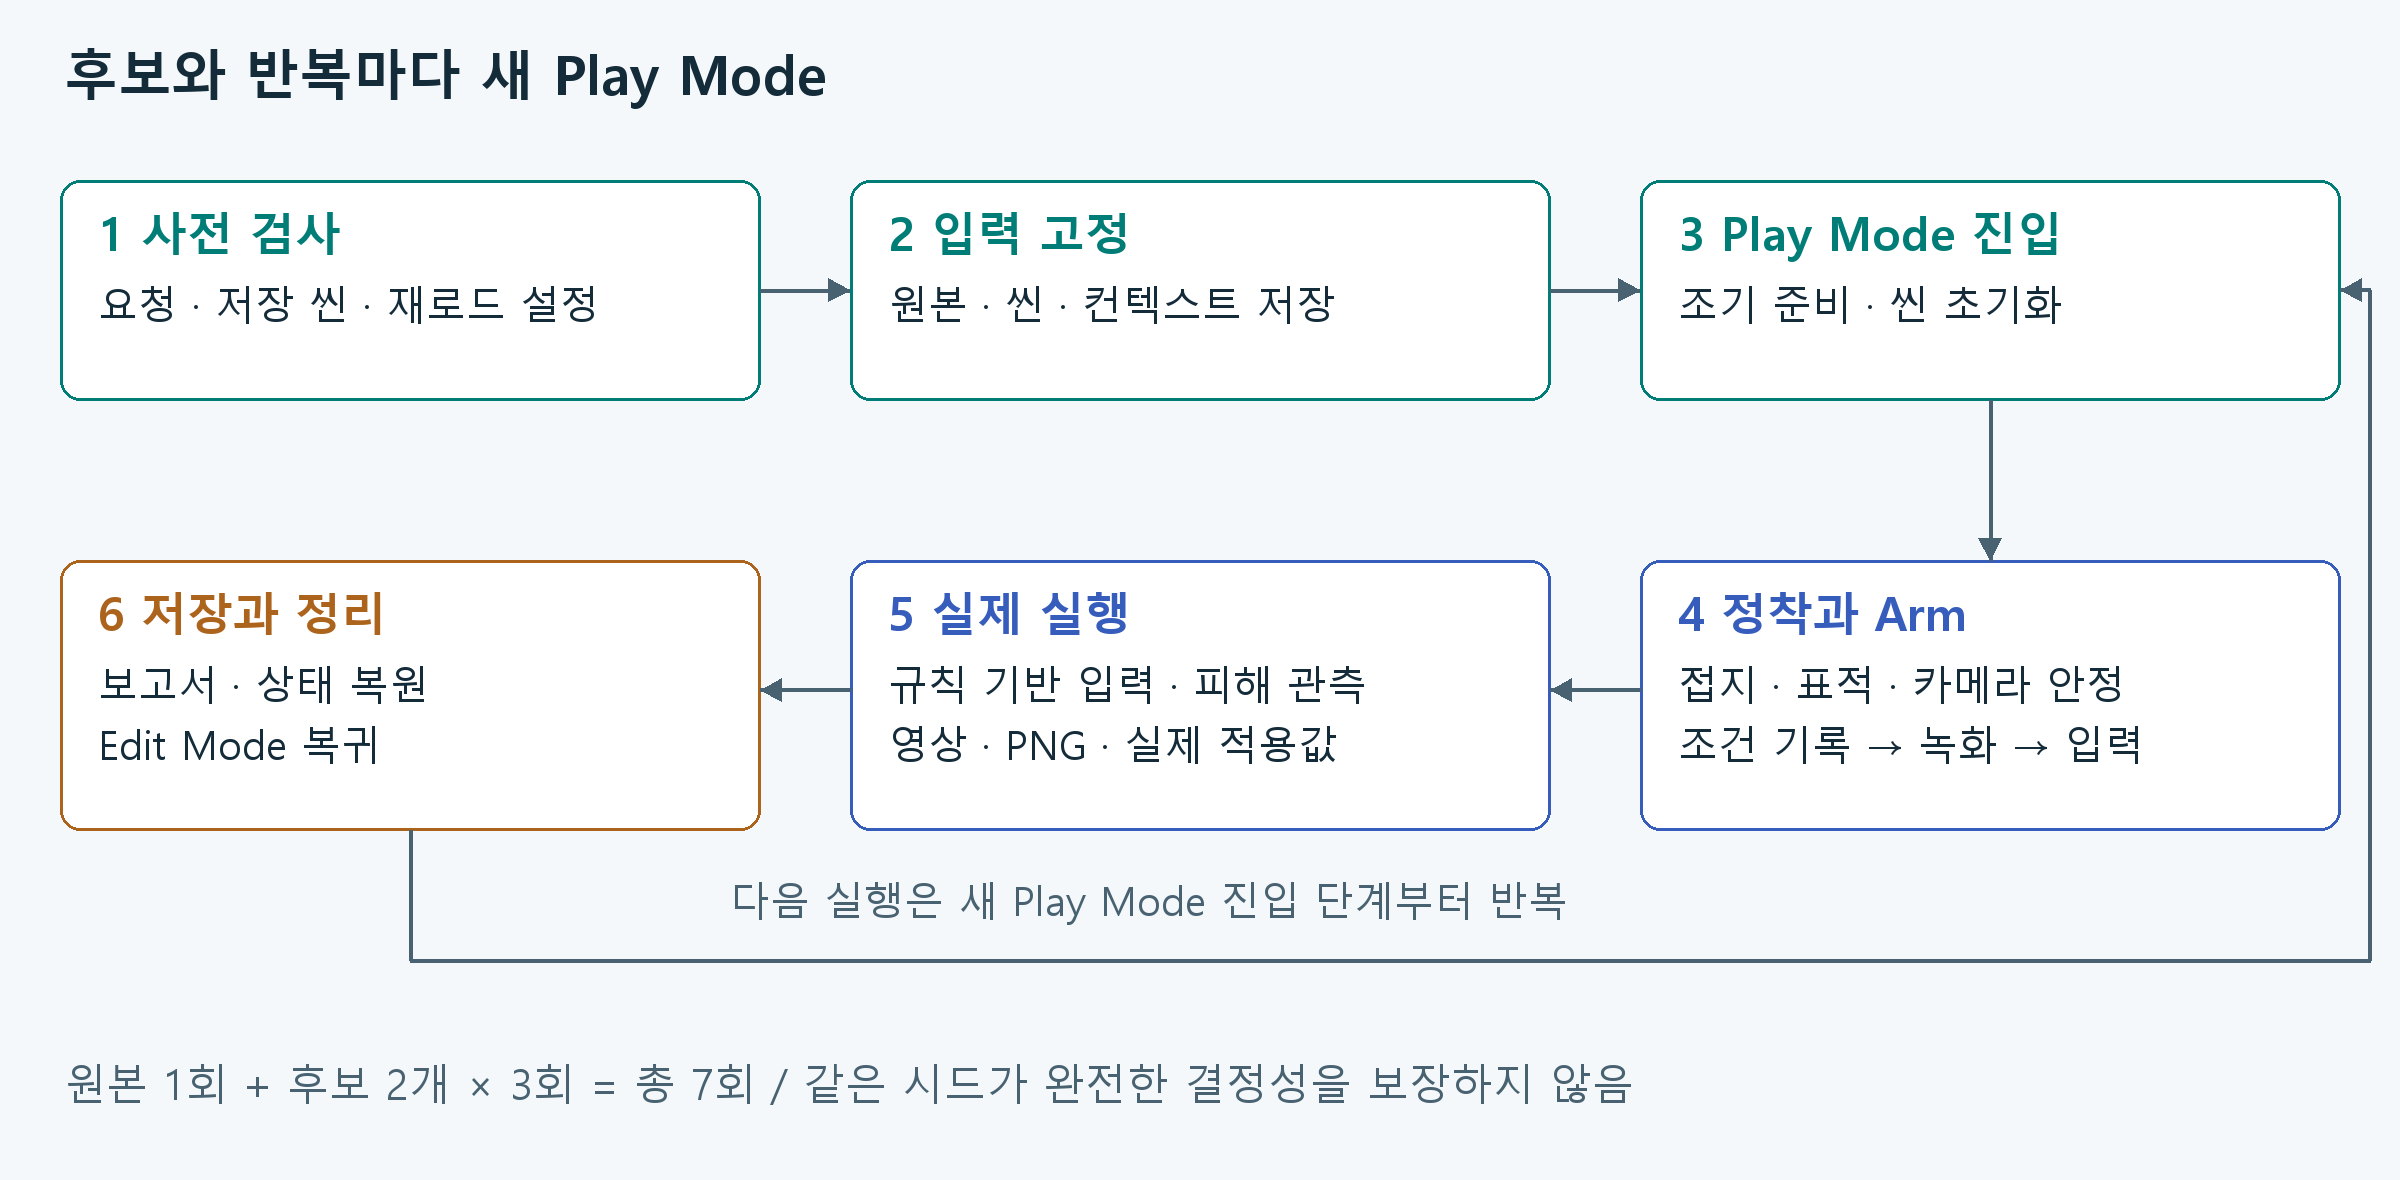 후보와 반복마다 새 Play Mode
1 사전 검사
요청 · 저장 씬 · 재로드 설정
2 입력 고정
원본 · 씬 · 컨텍스트 저장
3 Play Mode 진입
조기 준비 · 씬 초기화
4 정착과 Arm
접지 · 표적 · 카메라 안정
조건 기록 → 녹화 → 입력
5 실제 실행
규칙 기반 입력 · 피해 관측
영상 · PNG · 실제 적용값
6 저장과 정리
보고서 · 상태 복원
Edit Mode 복귀
다음 실행은 새 Play Mode 진입 단계부터 반복
원본 1회 + 후보 2개 × 3회 = 총 7회 / 같은 시드가 완전한 결정성을 보장하지 않음